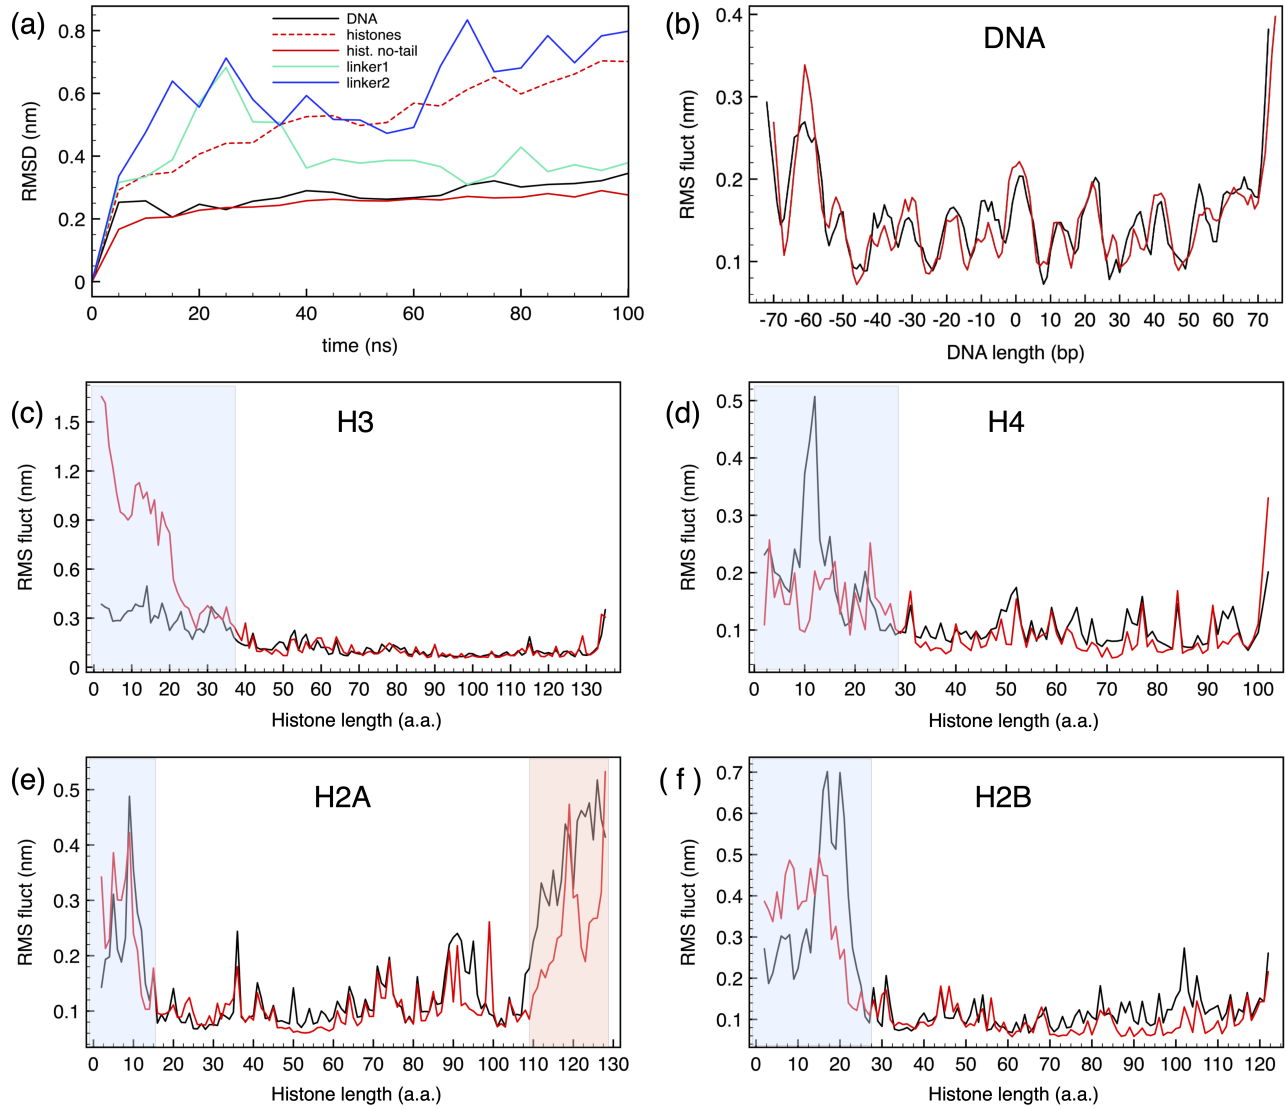 (a)
DNA
histones
hist. no-tail
linker1
linker2
RMSD (nm)
0.8
0.6
0.4
0.2
0
0 20 40 60 80 100
time (ns)
(b)
DNA
RMS fluct (nm)
0.4
0.3
0.2
0.1
-70 -60 -50 -40 -30 -20 -10 0 10 20 30 40 50 60 70
DNA length (bp)
(c)
H3
RMS fluct (nm)
1.5
1.2
0.9
0.6
0.3
0
0 10 20 30 40 50 60 70 80 90 100 110 120 130
Histone length (a.a.)
(d)
H4
RMS fluct (nm)
0.5
0.4
0.3
0.2
0.1
0 10 20 30 40 50 60 70 80 90 100
Histone length (a.a.)
(e)
H2A
RMS fluct (nm)
0.5
0.4
0.3
0.2
0.1
0 10 20 30 40 50 60 70 80 90 100 110 120 130
Histone length (a.a.)
( f )
H2B
RMS fluct (nm)
0.7
0.6
0.5
0.4
0.3
0.2
0.1
0 10 20 30 40 50 60 70 80 90 100 110 120
Histone length (a.a.)